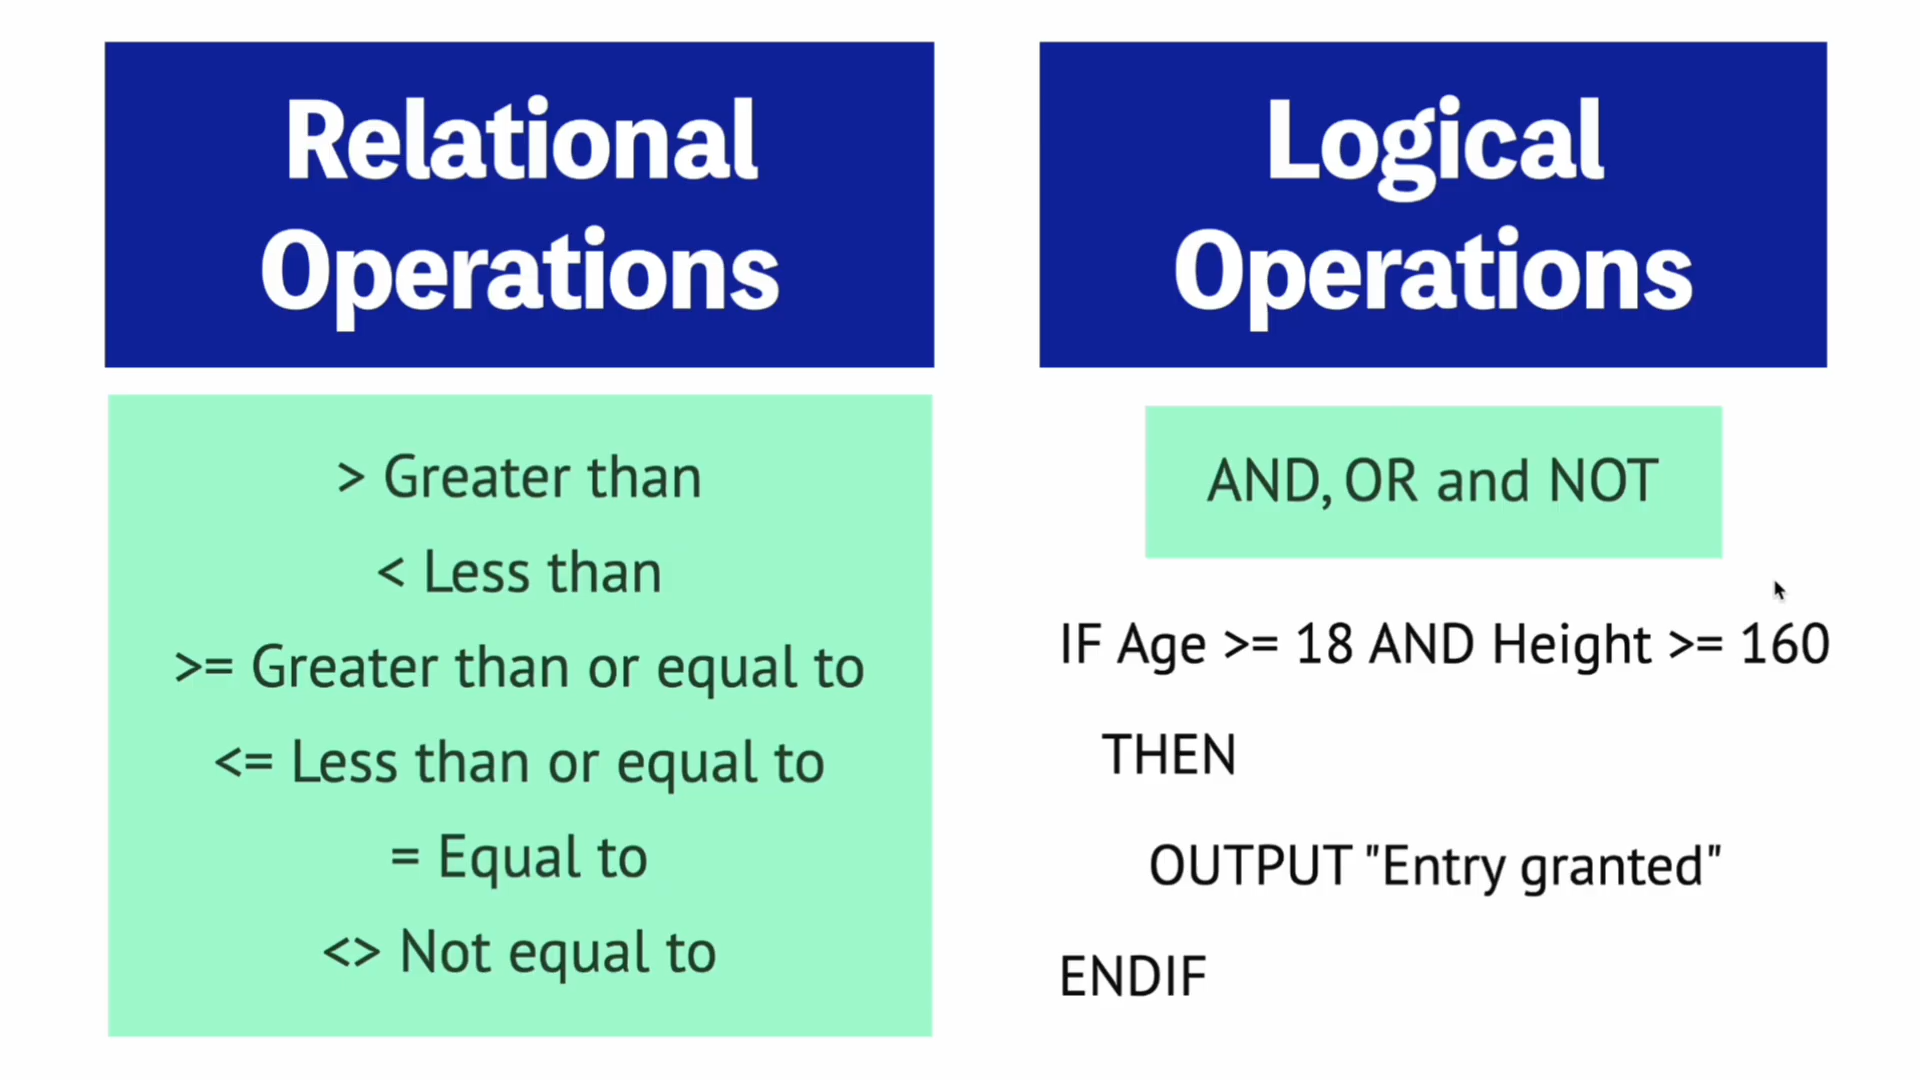 Relational
Operations
> Greater than
< Less than
>= Greater than or equal to
<= Less than or equal to
= Equal to
<> Not equal to
Logical
Operations
AND, OR and NOT
IF Age >= 18 AND Height >= 160
THEN
OUTPUT "Entry granted"
ENDIF